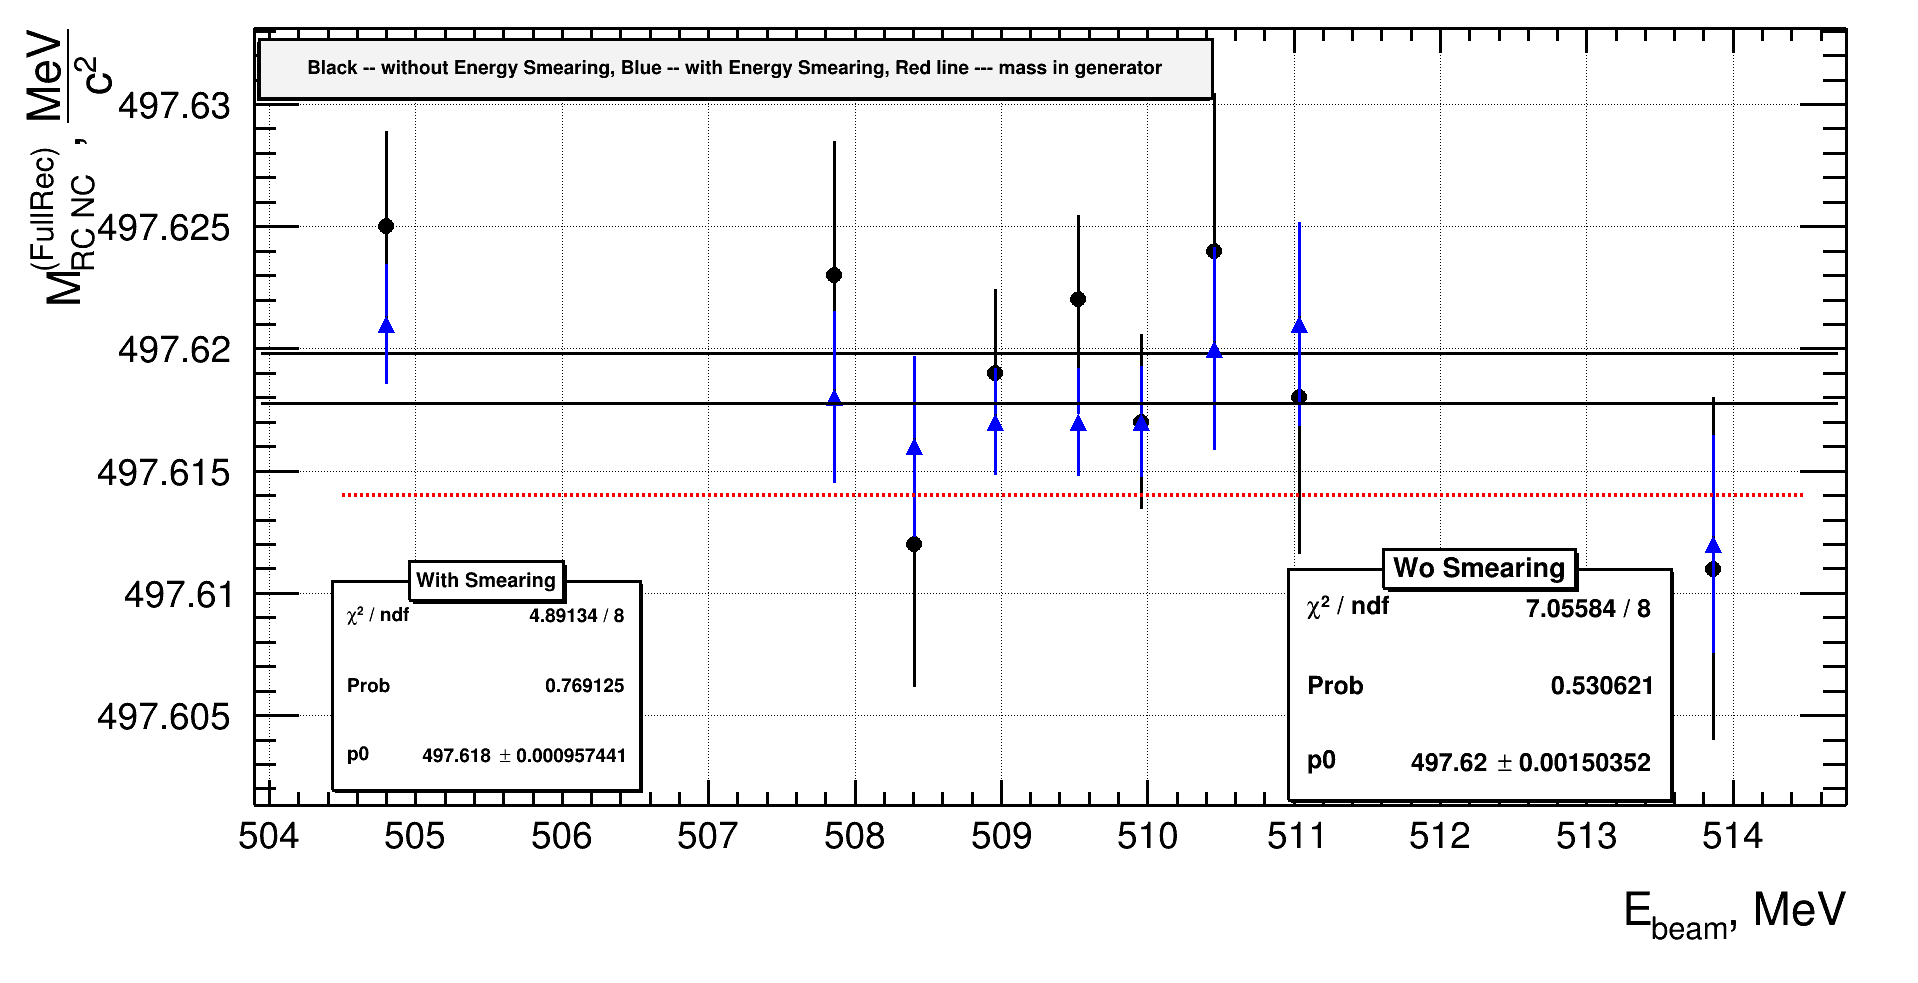 Black -- without Energy Smearing, Blue -- with Energy Smearing, Red line --- mass in generator
M_{RC NC}^{(FullRec)}, MeV/c²
497.63
497.625
497.62
497.615
497.61
497.605
With Smearing
χ² / ndf 4.89134 / 8
Prob 0.769125
p0 497.618 ± 0.000957441
Wo Smearing
χ² / ndf 7.05584 / 8
Prob 0.530621
p0 497.62 ± 0.00150352
504 505 506 507 508 509 510 511 512 513 514
E_{beam}, MeV